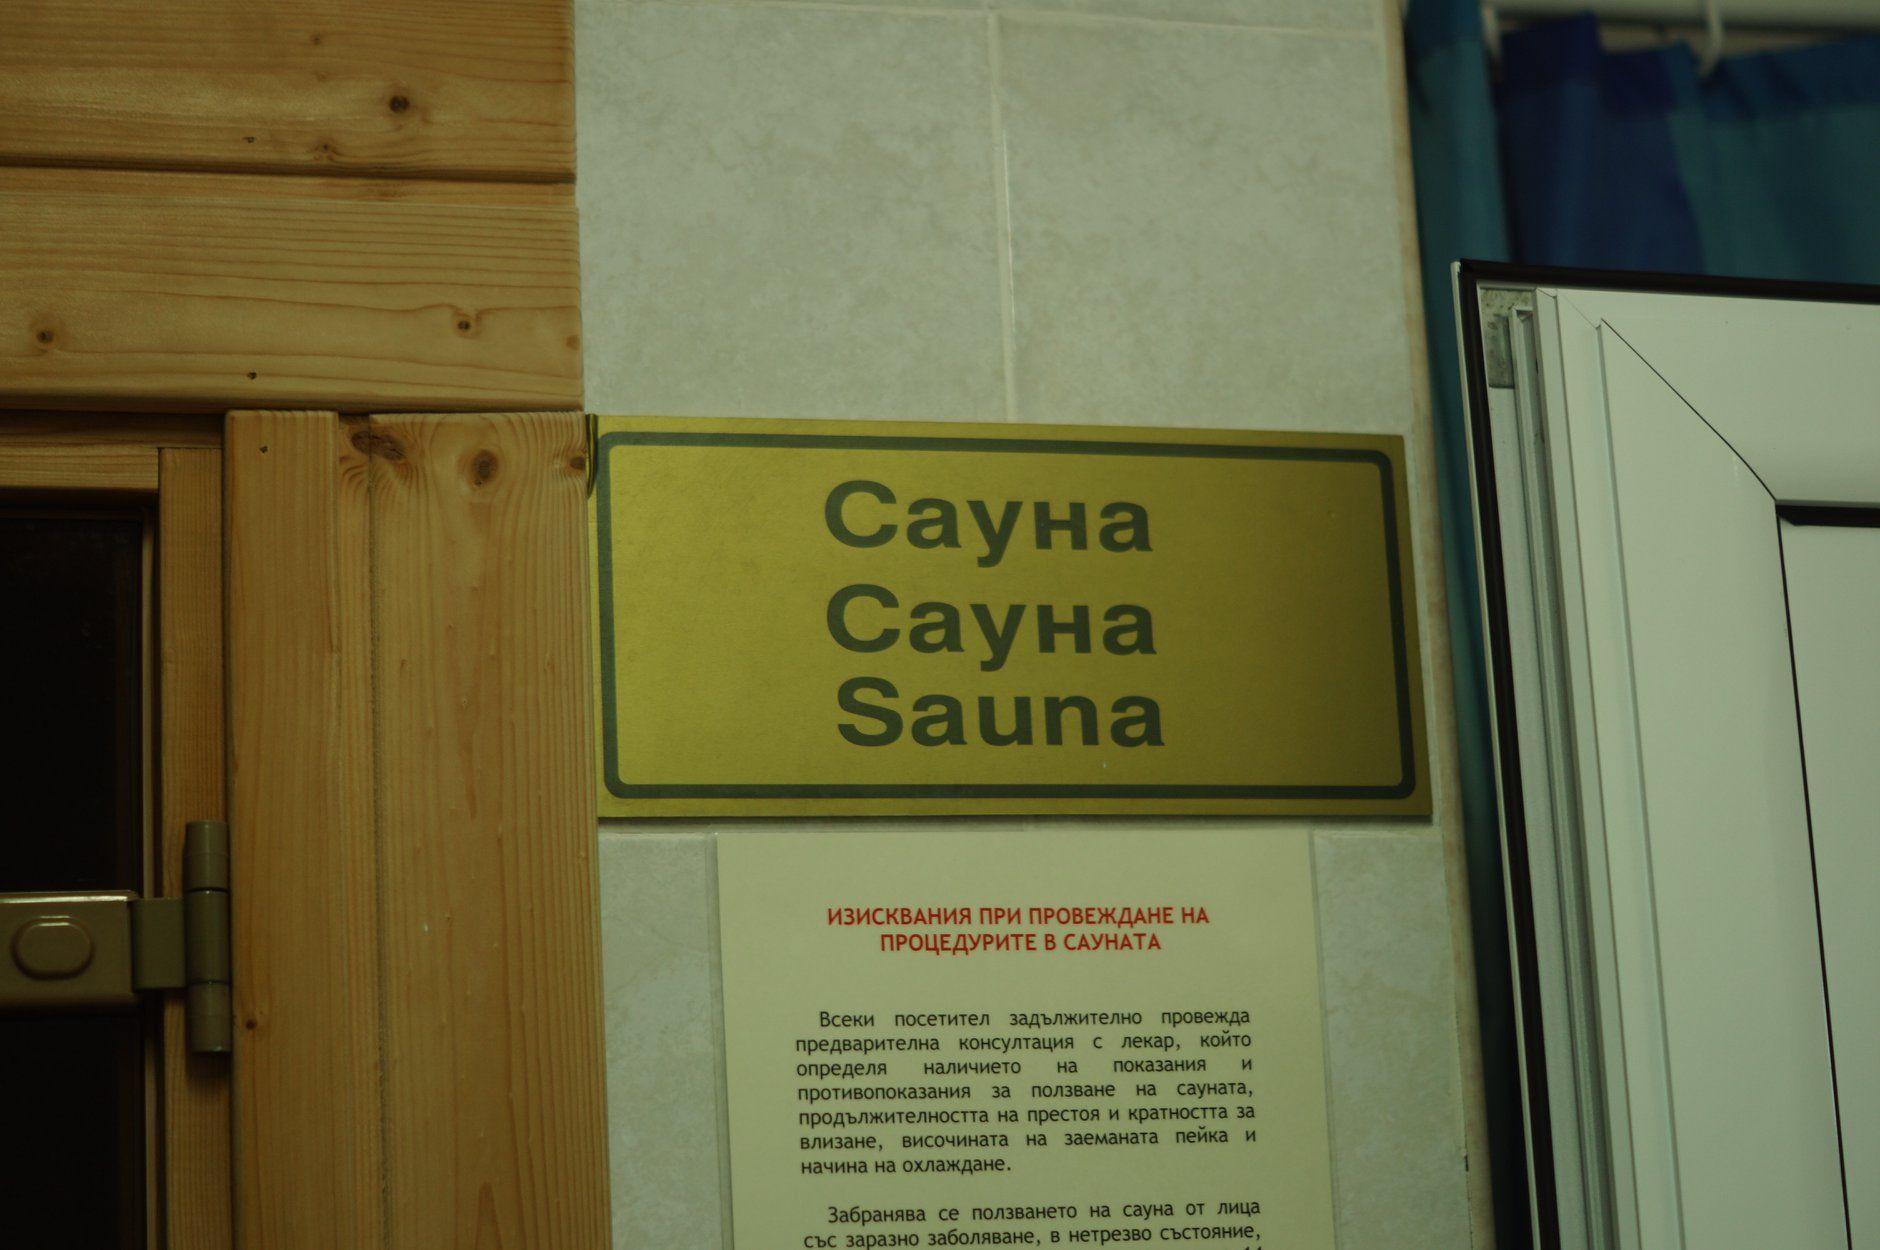 Сауна
Сауна
Sauna
ИЗИСКВАНИЯ ПРИ ПРОВЕЖДАНЕ НА
ПРОЦЕДУРИТЕ В САУНАТА
Всеки посетител задължително провежда
предварителна консултация с лекар, който
определя наличието на показания и
противопоказания за ползване на сауната,
продължителността на престоя и кратността за
влизане, височината на заеманата пейка и
начина на охлаждане.
Забранява се ползването на сауна от лица
със заразно заболяване, в нетрезво състояние,